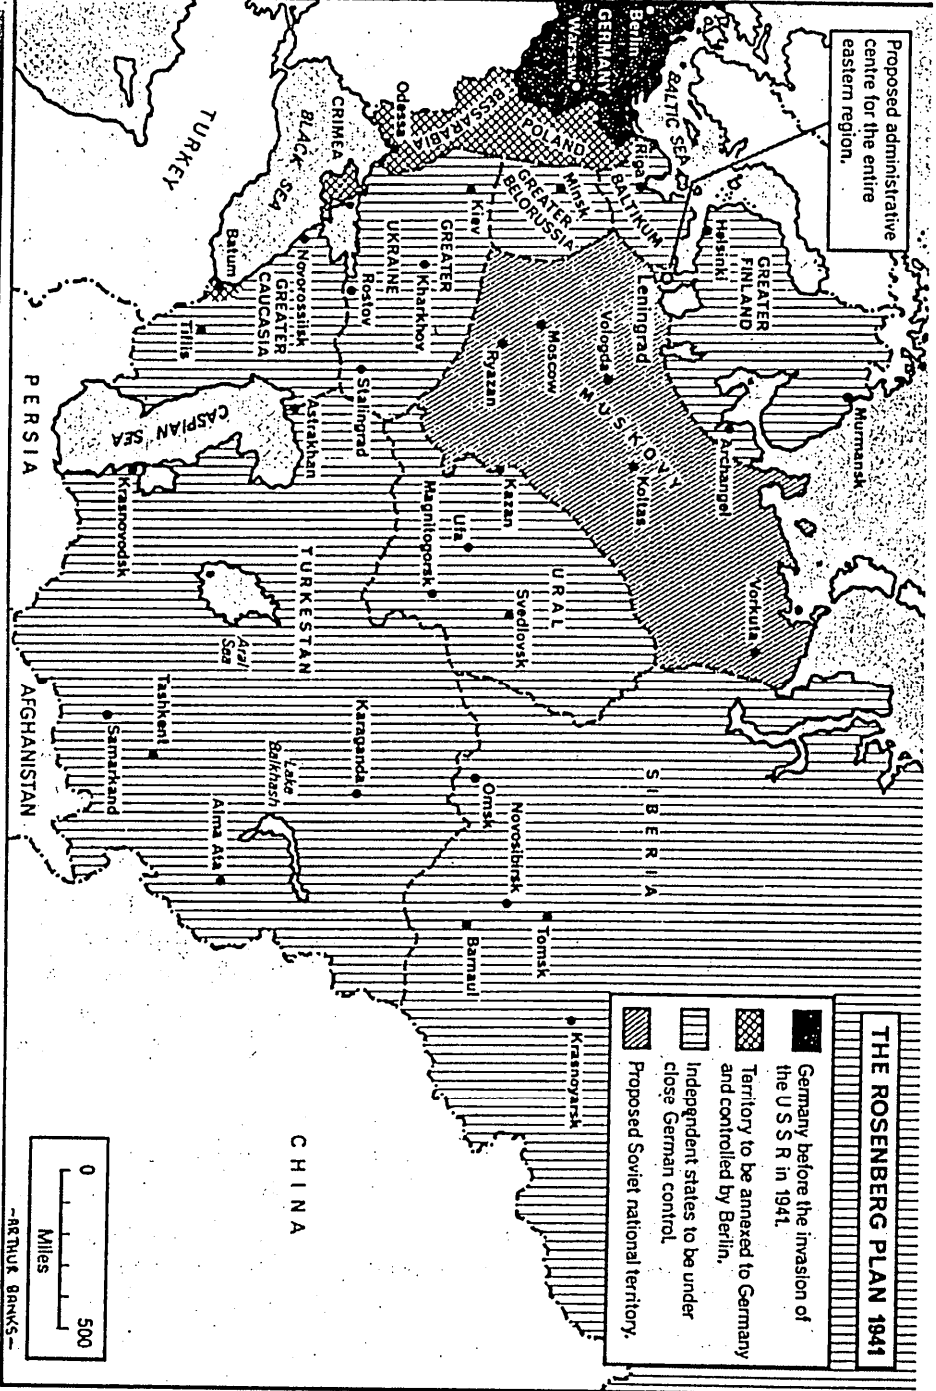 THE ROSENBERG PLAN 1941
Germany before the invasion of
the U S S R in 1941.
Territory to be annexed to Germany
and controlled by Berlin.
Independent states to be under
close German control.
Proposed Soviet national territory.
Proposed administrative
centre for the entire
eastern region.
Murmansk
GREATER
FINLAND
Helsinki
Archangel
Vorkuta
BALTIC SEA
Berlin
GERMANY
Warsaw
Riga
BALTIKUM
Leningrad
Vologda
MUSKOVY
Koltas
POLAND
Minsk
GREATER
BELORUSSIA
Moscow
Ryazan
Kazan
Ufa
Magnitogorsk
URAL
Svedlovsk
SIBERIA
Omsk
Novosibirsk
Tomsk
Barnaul
Krasnoyarsk
BESSARABIA
Odessa
Kiev
GREATER
UKRAINE
Kharkhov
Rostov
Stalingrad
Astrakhan
CRIMEA
BLACK
SEA
Novorossisk
GREATER
CAUCASIA
Batum
Tiflis
TURKEY
CASPIAN SEA
Krasnovodsk
TURKESTAN
Aral
Sea
Karaganda
Lake
Balkhash
Tashkent
Samarkand
Alma Ata
PERSIA
AFGHANISTAN
CHINA
0 500
Miles
-ARTHUR BANKS-